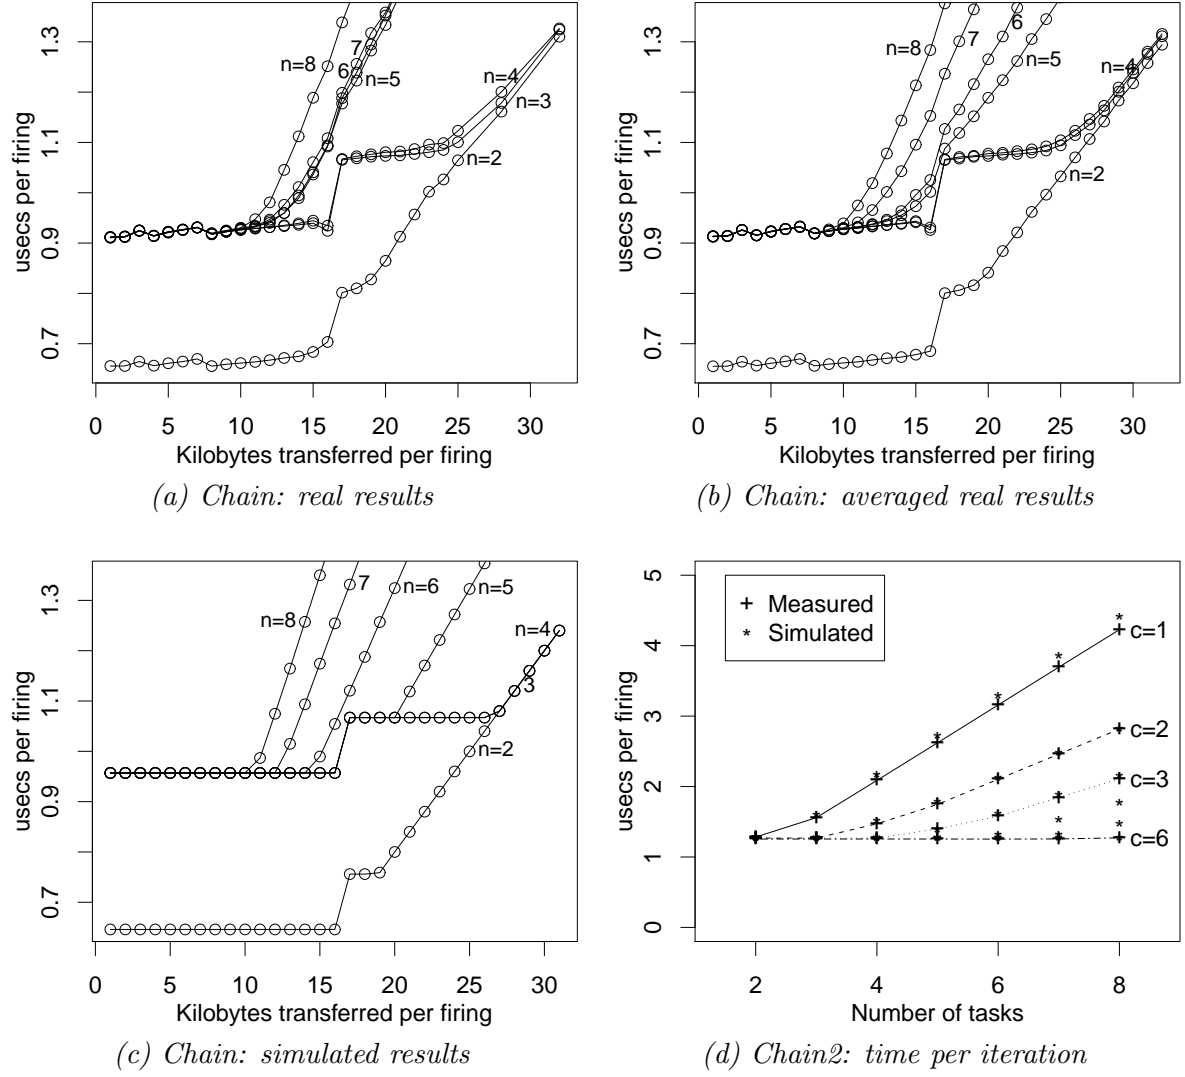 1.3
1.1
0.9
0.7
usecs per firing
n=8
7
6
n=5
n=4
n=3
n=2
0 5 10 15 20 25 30
Kilobytes transferred per firing
(a) Chain: real results
1.3
1.1
0.9
0.7
usecs per firing
n=8
7
6
n=5
n=4
n=2
0 5 10 15 20 25 30
Kilobytes transferred per firing
(b) Chain: averaged real results
1.3
1.1
0.9
0.7
usecs per firing
n=8
7
n=6
n=5
n=4
3
n=2
0 5 10 15 20 25 30
Kilobytes transferred per firing
(c) Chain: simulated results
5
4
3
2
1
0
usecs per firing
+ Measured
* Simulated
c=1
c=2
c=3
c=6
2 4 6 8
Number of tasks
(d) Chain2: time per iteration